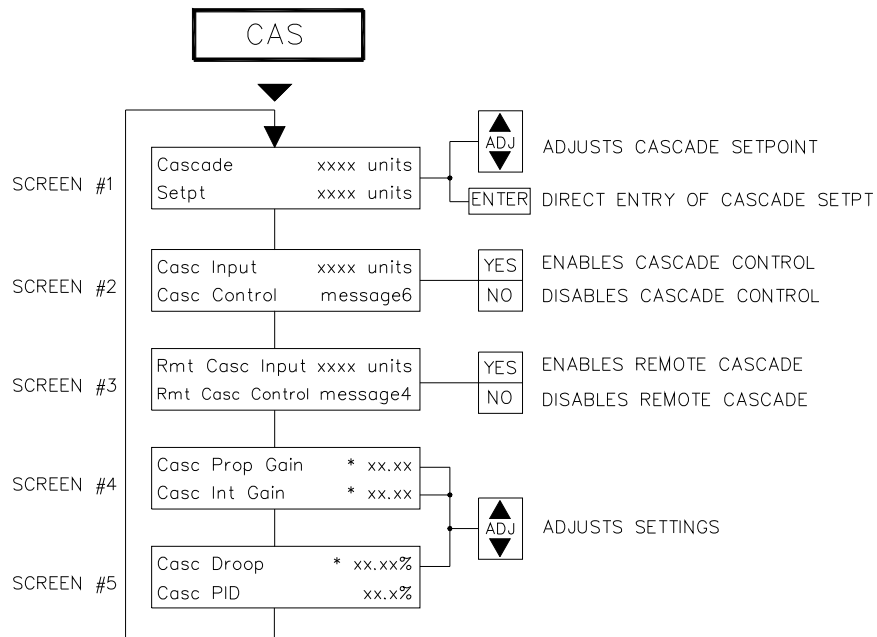 CAS
SCREEN #1
Cascade xxxx units
Setpt xxxx units
ADJ
ADJUSTS CASCADE SETPOINT
ENTER
DIRECT ENTRY OF CASCADE SETPT
SCREEN #2
Casc Input xxxx units
Casc Control message6
YES
ENABLES CASCADE CONTROL
NO
DISABLES CASCADE CONTROL
SCREEN #3
Rmt Casc Input xxxx units
Rmt Casc Control message4
YES
ENABLES REMOTE CASCADE
NO
DISABLES REMOTE CASCADE
SCREEN #4
Casc Prop Gain * xx.xx
Casc Int Gain * xx.xx
ADJ
ADJUSTS SETTINGS
SCREEN #5
Casc Droop * xx.xx%
Casc PID xx.x%